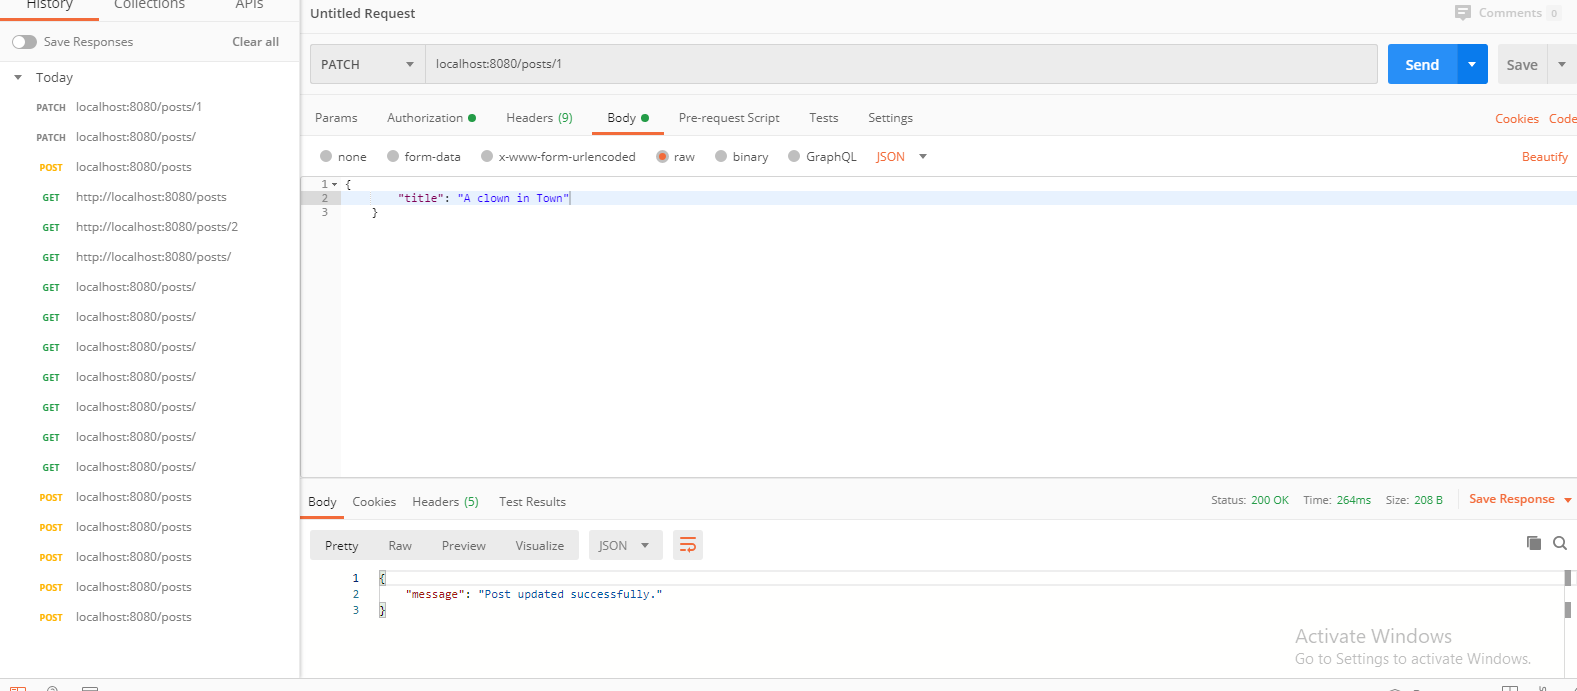 History Collections APIs
Save Responses Clear all
Today
PATCH localhost:8080/posts/1
PATCH localhost:8080/posts/
POST localhost:8080/posts
GET http://localhost:8080/posts
GET http://localhost:8080/posts/2
GET http://localhost:8080/posts/
GET localhost:8080/posts/
GET localhost:8080/posts/
GET localhost:8080/posts/
GET localhost:8080/posts/
GET localhost:8080/posts/
GET localhost:8080/posts/
GET localhost:8080/posts/
POST localhost:8080/posts
POST localhost:8080/posts
POST localhost:8080/posts
POST localhost:8080/posts
POST localhost:8080/posts
Untitled Request Comments 0
PATCH localhost:8080/posts/1 Send Save
Params Authorization Headers (9) Body Pre-request Script Tests Settings Cookies Code
none form-data x-www-form-urlencoded raw binary GraphQL JSON Beautify
1 {
2 "title": "A clown in Town"
3 }
Body Cookies Headers (5) Test Results Status: 200 OK Time: 264ms Size: 208 B Save Response
Pretty Raw Preview Visualize JSON
1 {
2 "message": "Post updated successfully."
3 }
Activate Windows
Go to Settings to activate Windows.